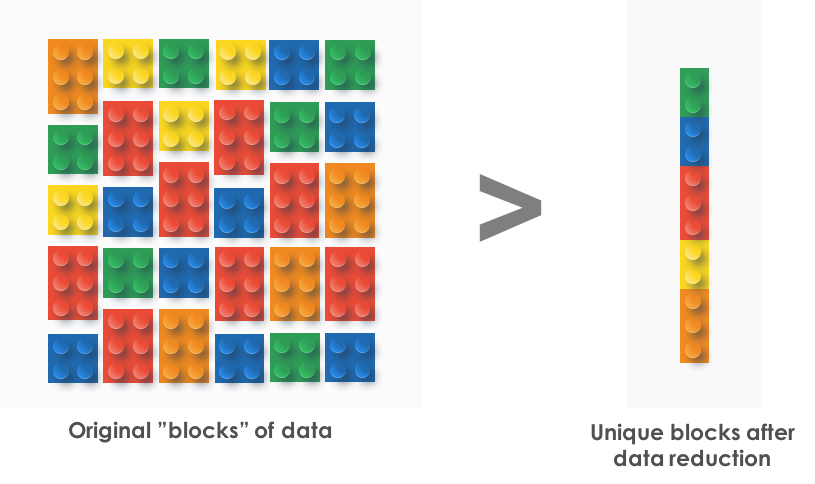 >
Original ”blocks” of data
Unique blocks after
data reduction